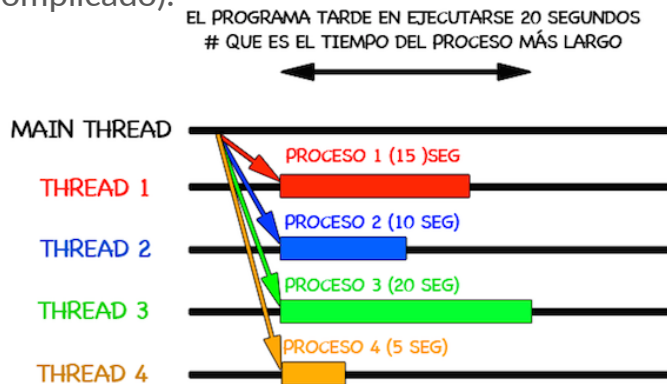 omplicado).
EL PROGRAMA TARDE EN EJECUTARSE 20 SEGUNDOS
# QUE ES EL TIEMPO DEL PROCESO MÁS LARGO
MAIN THREAD
PROCESO 1 (15 )SEG
THREAD 1
PROCESO 2 (10 SEG)
THREAD 2
PROCESO 3 (20 SEG)
THREAD 3
PROCESO 4 (5 SEG)
THREAD 4